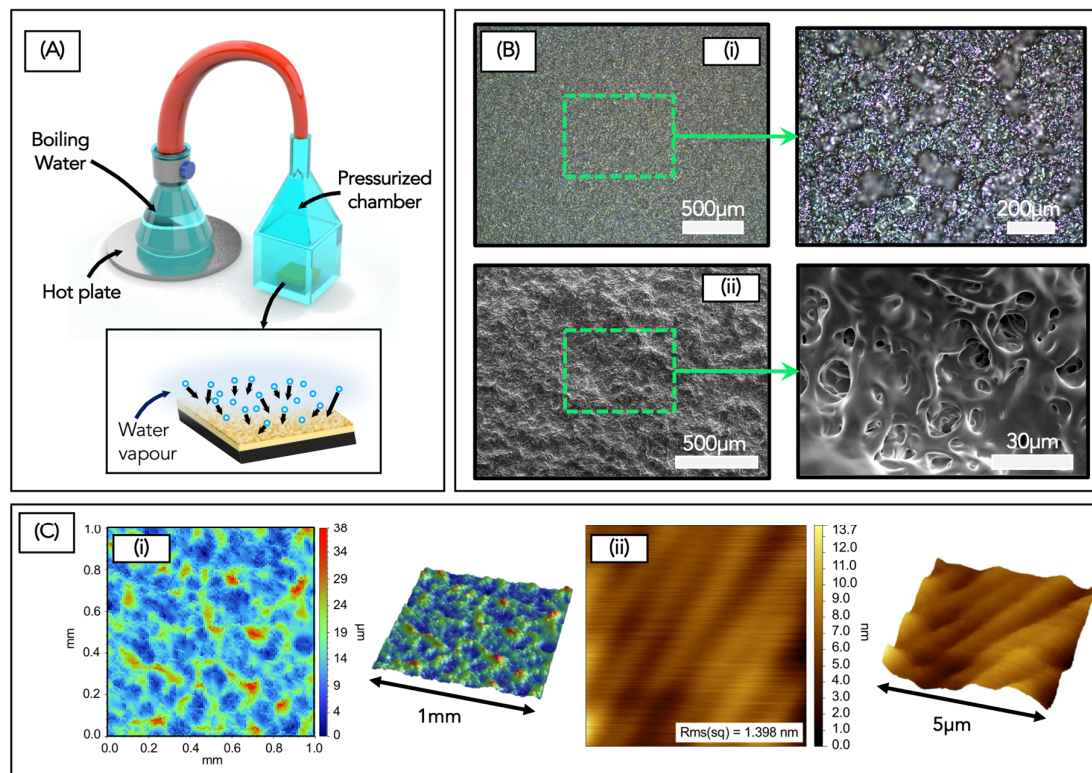 (A)
Boiling
Water
Pressurized
chamber
Hot plate
Water
vapour
(B)
(i)
500μm
200μm
(ii)
500μm
30μm
(C)
(i)
1.0
0.8
0.6
0.4
0.2
0.0
mm
0.0 0.2 0.4 0.6 0.8 1.0
mm
38
34
29
24
19
14
10
5
0
μm
1mm
(ii)
Rms(sq) = 1.398 nm
13.7
12.0
11.0
10.0
9.0
8.0
7.0
6.0
5.0
4.0
3.0
2.0
1.0
0.0
nm
5μm